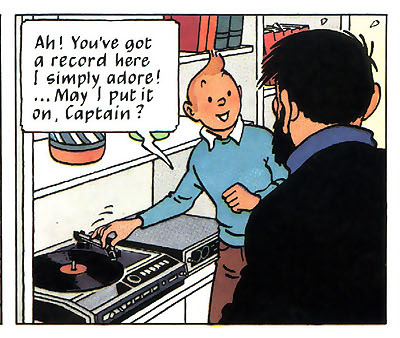 Ah! You've got
a record here
I simply adore!
...May I put it
on, Captain?